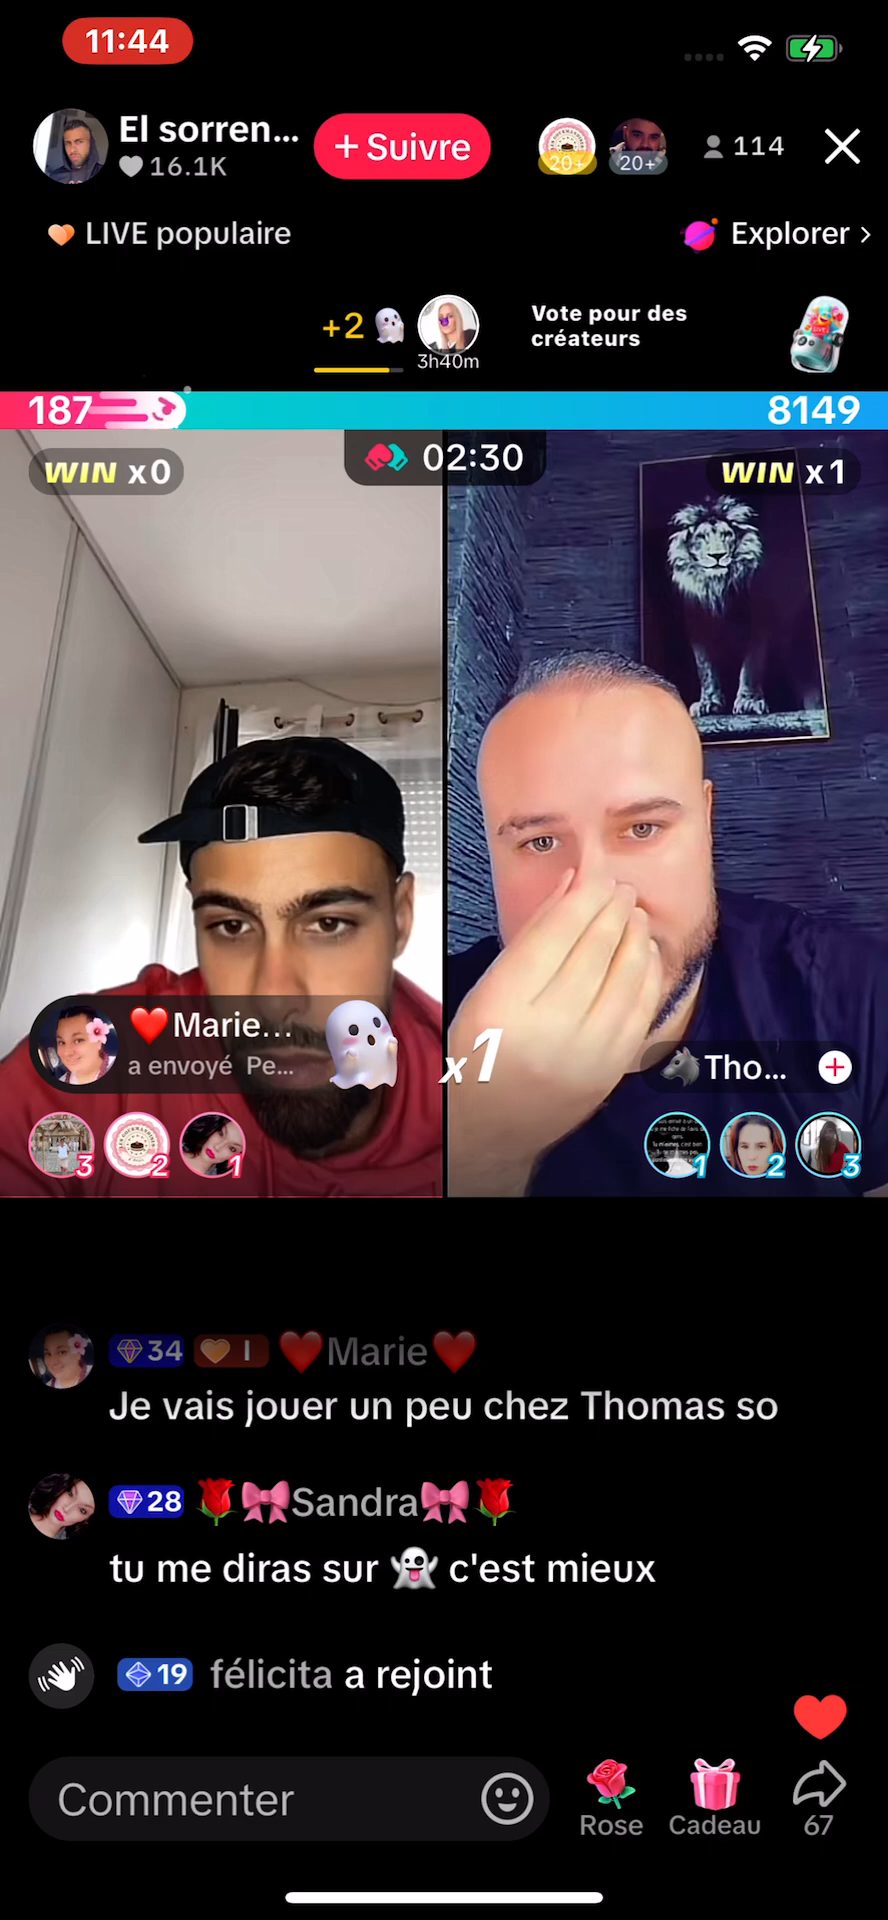 11:44
El sorren...
16.1K
+ Suivre
20+
20+
114
LIVE populaire
Explorer >
+2
3h40m
Vote pour des
créateurs
187
8149
WIN x0
02:30
WIN x1
❤️Marie...
a envoyé Pe...
x1
🐺Tho...
3
2
1
1
2
3
34 I ❤️Marie❤️
Je vais jouer un peu chez Thomas so
28 🌹🎀Sandra🎀🌹
tu me diras sur 👻 c'est mieux
19 félicita a rejoint
Commenter
Rose
Cadeau
67